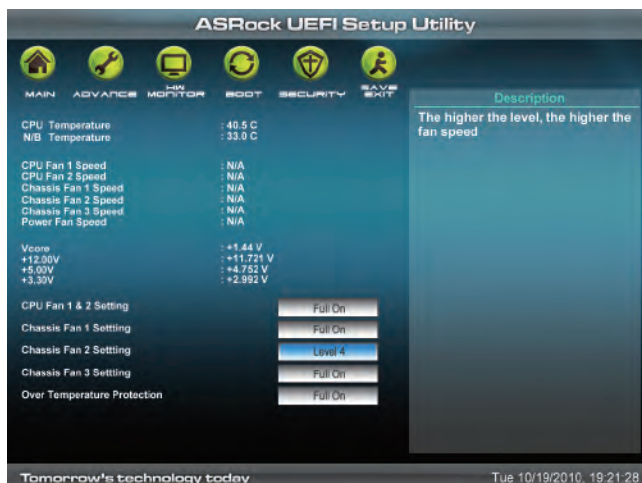 ASRock UEFI Setup Utility
MAIN ADVANCE HW MONITOR BOOT SECURITY SAVE EXIT
Description
The higher the level, the higher the
fan speed
CPU Temperature : 40.5 C
N/B Temperature : 33.0 C
CPU Fan 1 Speed : N/A
CPU Fan 2 Speed : N/A
Chassis Fan 1 Speed : N/A
Chassis Fan 2 Speed : N/A
Chassis Fan 3 Speed : N/A
Power Fan Speed : N/A
Vcore : +1.44 V
+12.00V : +11.721 V
+5.00V : +4.752 V
+3.30V : +2.992 V
CPU Fan 1 & 2 Setting Full On
Chassis Fan 1 Settting Full On
Chassis Fan 2 Settting Level 4
Chassis Fan 3 Settting Full On
Over Temperature Protection Full On
Tomorrow's technology today Tue 10/19/2010, 19:21:28